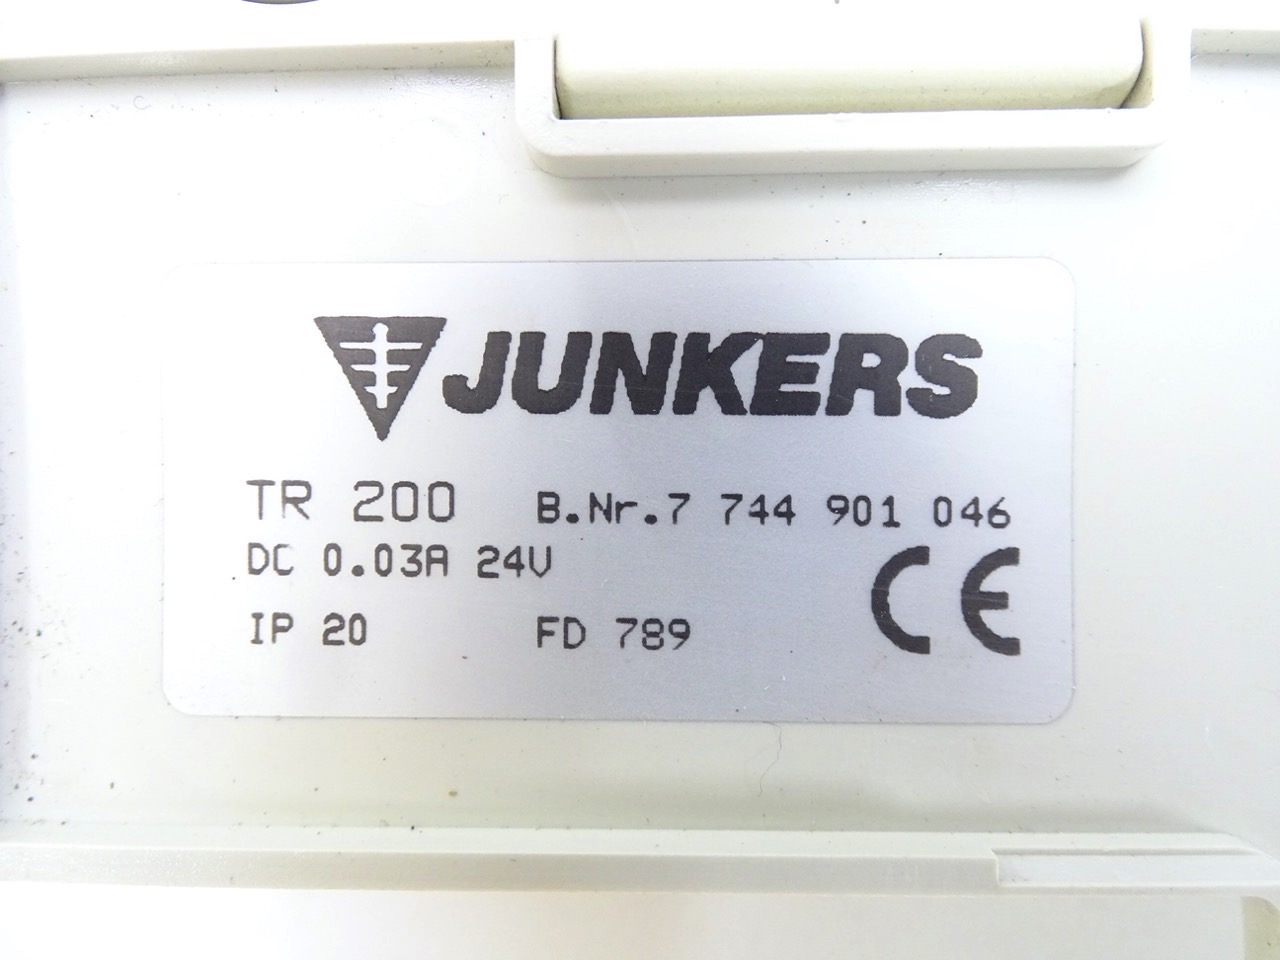 JUNKERS
TR 200 B.Nr.7 744 901 046
DC 0.03A 24V
IP 20 FD 789
CE